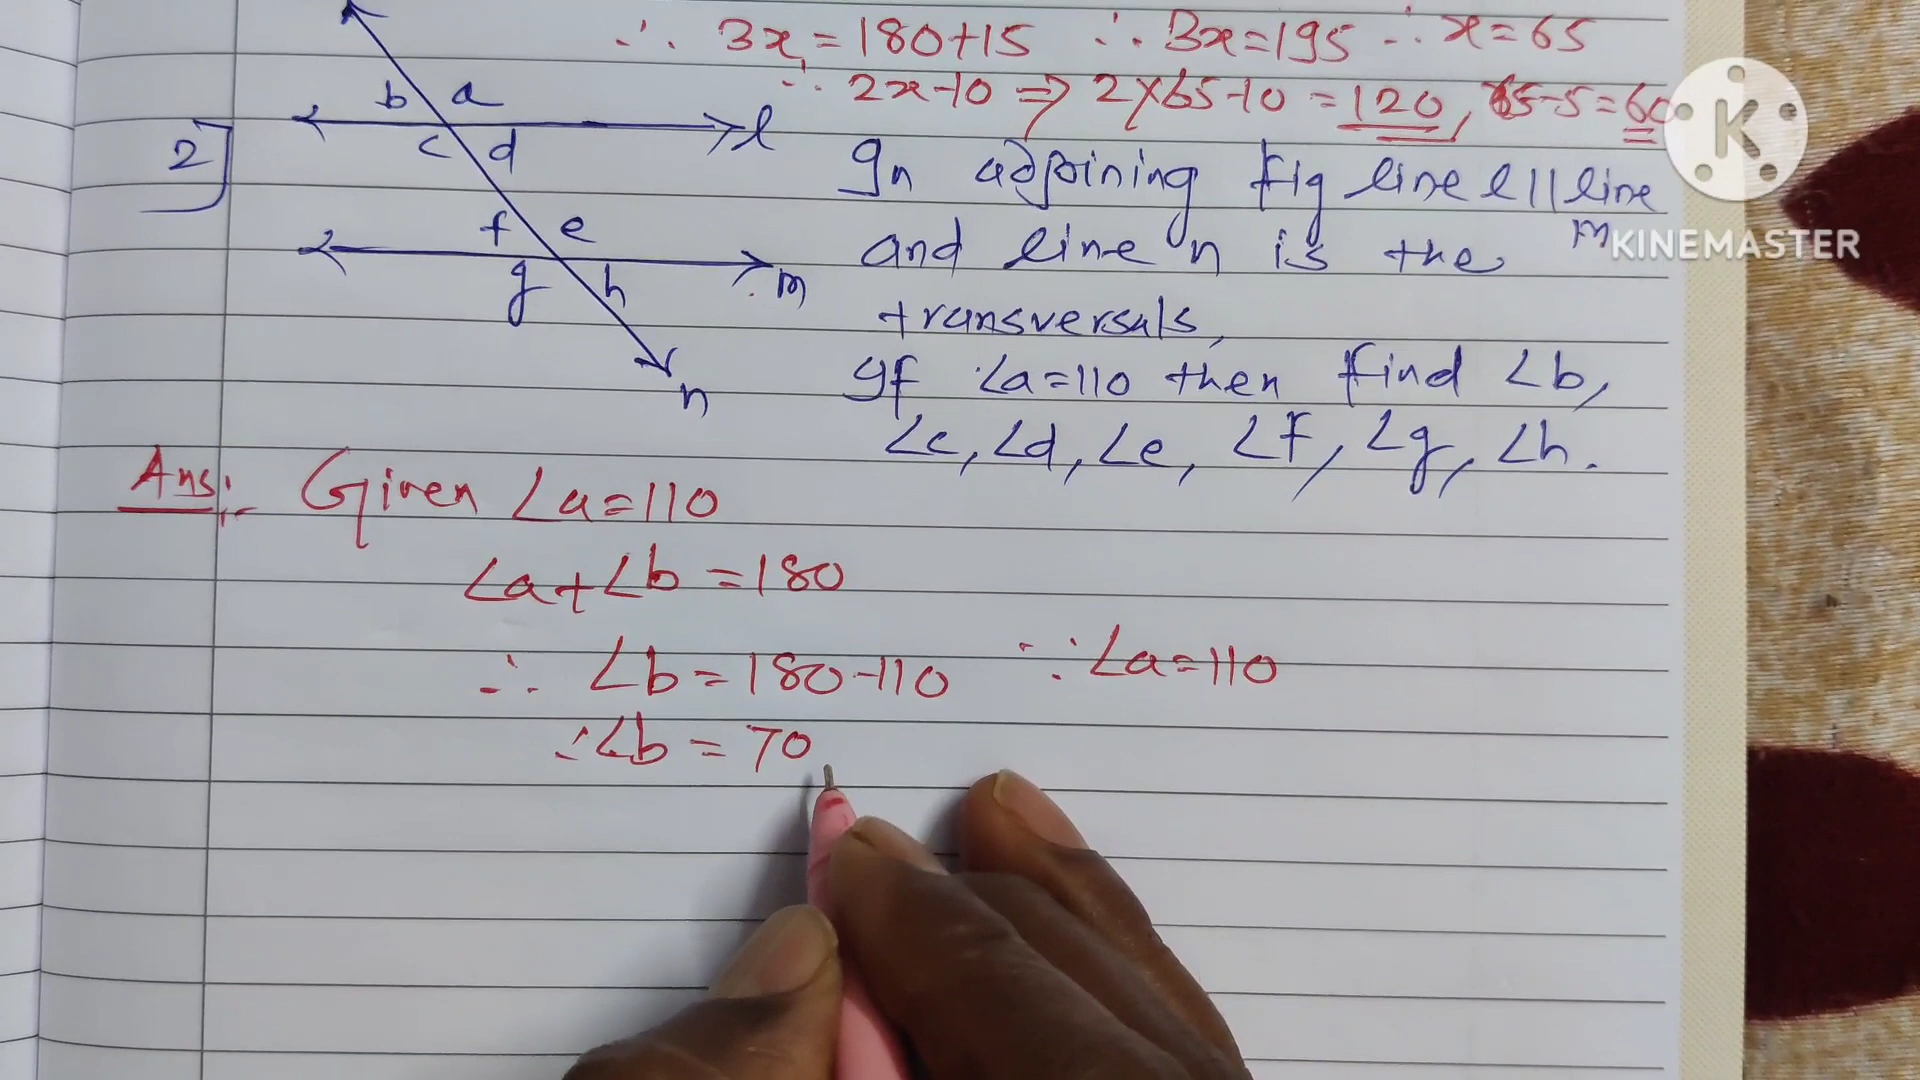 ∴ 3x = 180+15 ∴ 3x=195 ∴ x=65
∴ 2x-10 ⇒ 2×65-10 = 120, 65-5=60
K
KINEMASTER
2]
b a
l
c d
f e
m
g h
n
In adjoining fig line l || line m
and line n is the
transversals,
If ∠a=110 then find ∠b,
∠c, ∠d, ∠e, ∠f, ∠g, ∠h.
Ans:- Given ∠a=110
∠a+∠b =180
∴ ∠b = 180-110 ∵ ∠a=110
∴ ∠b = 70